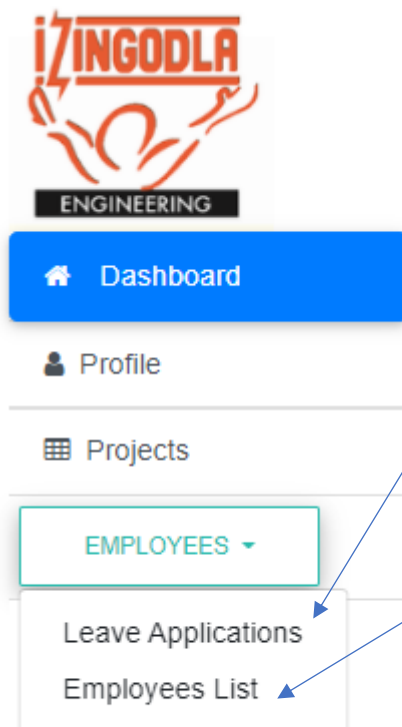 iZINGODLA
ENGINEERING
Dashboard
Profile
Projects
EMPLOYEES
Leave Applications
Employees List